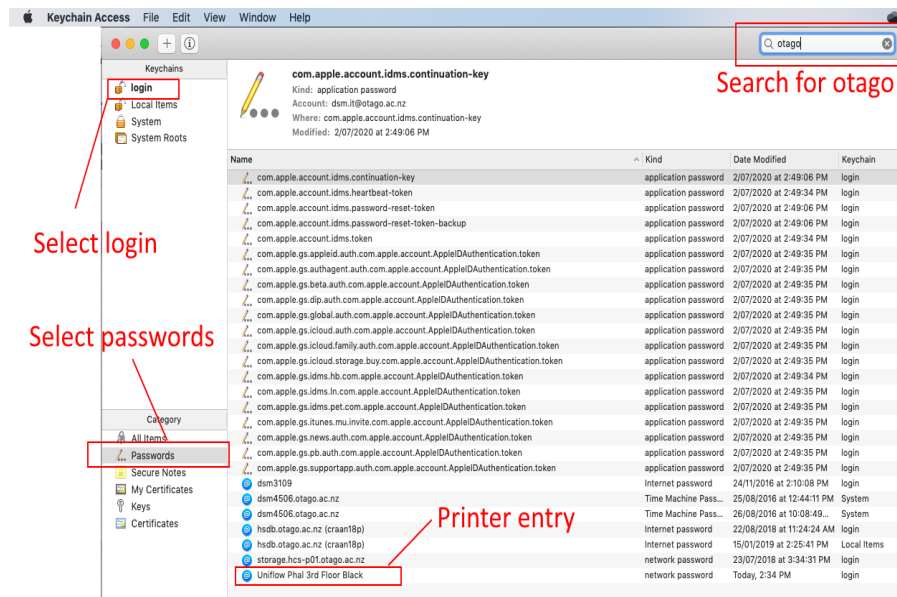 Keychain Access File Edit View Window Help
otago
Search for otago
Keychains
login
Local Items
System
System Roots
Select login
Select passwords
Category
All Items
Passwords
Secure Notes
My Certificates
Keys
Certificates
com.apple.account.idms.continuation-key
Kind: application password
Account: dsm.it@otago.ac.nz
Where: com.apple.account.idms.continuation-key
Modified: 2/07/2020 at 2:49:06 PM
Name Kind Date Modified Keychain
com.apple.account.idms.continuation-key application password 2/07/2020 at 2:49:06 PM login
com.apple.account.idms.heartbeat-token application password 2/07/2020 at 2:49:34 PM login
com.apple.account.idms.password-reset-token application password 2/07/2020 at 2:49:06 PM login
com.apple.account.idms.password-reset-token-backup application password 2/07/2020 at 2:49:06 PM login
com.apple.account.idms.token application password 2/07/2020 at 2:49:34 PM login
com.apple.gs.appleid.auth.com.apple.account.AppleIDAuthentication.token application password 2/07/2020 at 2:49:35 PM login
com.apple.gs.authagent.auth.com.apple.account.AppleIDAuthentication.token application password 2/07/2020 at 2:49:35 PM login
com.apple.gs.beta.auth.com.apple.account.AppleIDAuthentication.token application password 2/07/2020 at 2:49:35 PM login
com.apple.gs.dip.auth.com.apple.account.AppleIDAuthentication.token application password 2/07/2020 at 2:49:35 PM login
com.apple.gs.global.auth.com.apple.account.AppleIDAuthentication.token application password 2/07/2020 at 2:49:35 PM login
com.apple.gs.icloud.auth.com.apple.account.AppleIDAuthentication.token application password 2/07/2020 at 2:49:35 PM login
com.apple.gs.icloud.family.auth.com.apple.account.AppleIDAuthentication.token application password 2/07/2020 at 2:49:35 PM login
com.apple.gs.icloud.storage.buy.com.apple.account.AppleIDAuthentication.token application password 2/07/2020 at 2:49:35 PM login
com.apple.gs.idms.hb.com.apple.account.AppleIDAuthentication.token application password 2/07/2020 at 2:49:34 PM login
com.apple.gs.idms.ln.com.apple.account.AppleIDAuthentication.token application password 2/07/2020 at 2:49:35 PM login
com.apple.gs.idms.pet.com.apple.account.AppleIDAuthentication.token application password 2/07/2020 at 2:49:35 PM login
com.apple.gs.itunes.mu.invite.com.apple.account.AppleIDAuthentication.token application password 2/07/2020 at 2:49:35 PM login
com.apple.gs.news.auth.com.apple.account.AppleIDAuthentication.token application password 2/07/2020 at 2:49:35 PM login
com.apple.gs.pb.auth.com.apple.account.AppleIDAuthentication.token application password 2/07/2020 at 2:49:35 PM login
com.apple.gs.supportapp.auth.com.apple.account.AppleIDAuthentication.token application password 2/07/2020 at 2:49:35 PM login
dsm3109 Internet password 24/11/2016 at 2:10:08 PM login
dsm4506.otago.ac.nz Time Machine Pass... 25/08/2016 at 12:44:11 PM System
dsm4506.otago.ac.nz Time Machine Pass... 26/08/2016 at 10:08:49... System
hsdb.otago.ac.nz (craan18p) Internet password 22/08/2018 at 11:24:24 AM login
hsdb.otago.ac.nz (craan18p) Internet password 15/01/2019 at 2:25:41 PM Local Items
storage.hcs-p01.otago.ac.nz network password 23/07/2018 at 3:34:31 PM login
Uniflow Phal 3rd Floor Black network password Today, 2:34 PM login
Printer entry